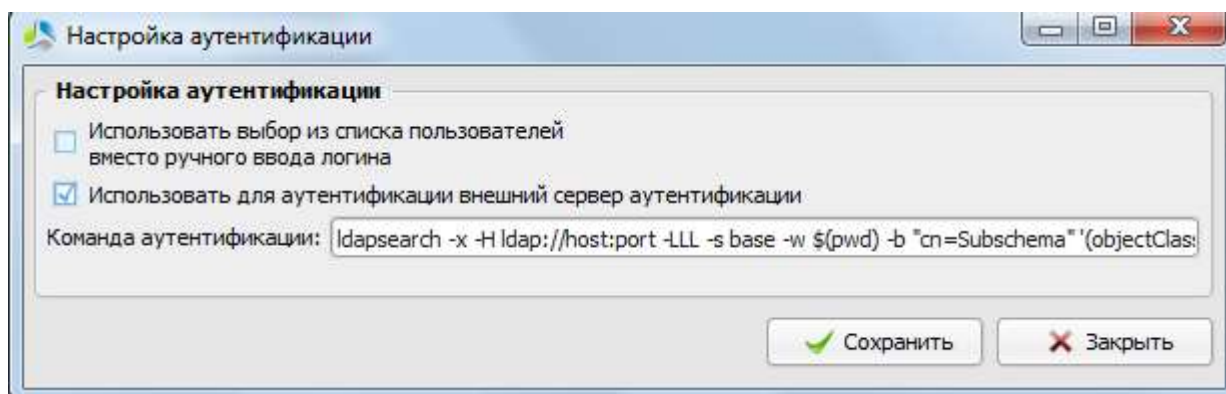 Настройка аутентификации
Настройка аутентификации
Использовать выбор из списка пользователей
вместо ручного ввода логина
Использовать для аутентификации внешний сервер аутентификации
Команда аутентификации: ldapsearch -x -H ldap://host:port -LLL -s base -w $(pwd) -b "cn=Subschema" '(objectClas
Сохранить Закрыть